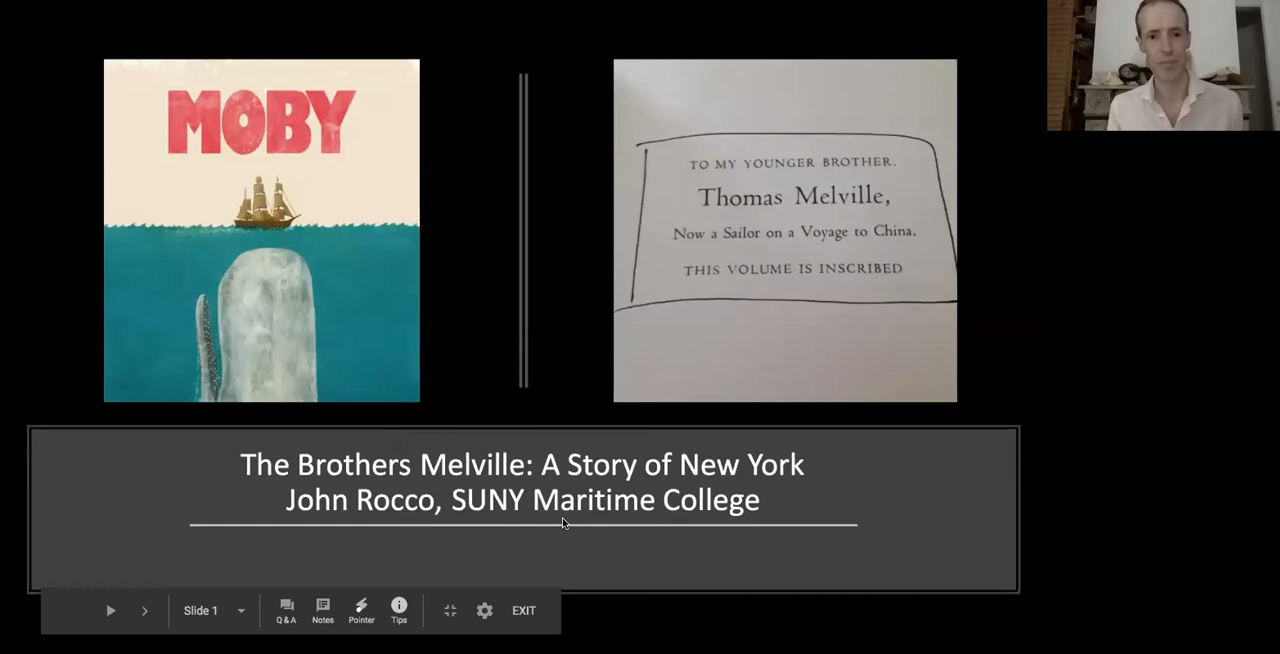 MOBY
TO MY YOUNGER BROTHER.
Thomas Melville,
Now a Sailor on a Voyage to China.
THIS VOLUME IS INSCRIBED
The Brothers Melville: A Story of New York
John Rocco, SUNY Maritime College
Slide 1
Q & A
Notes
Pointer
Tips
EXIT